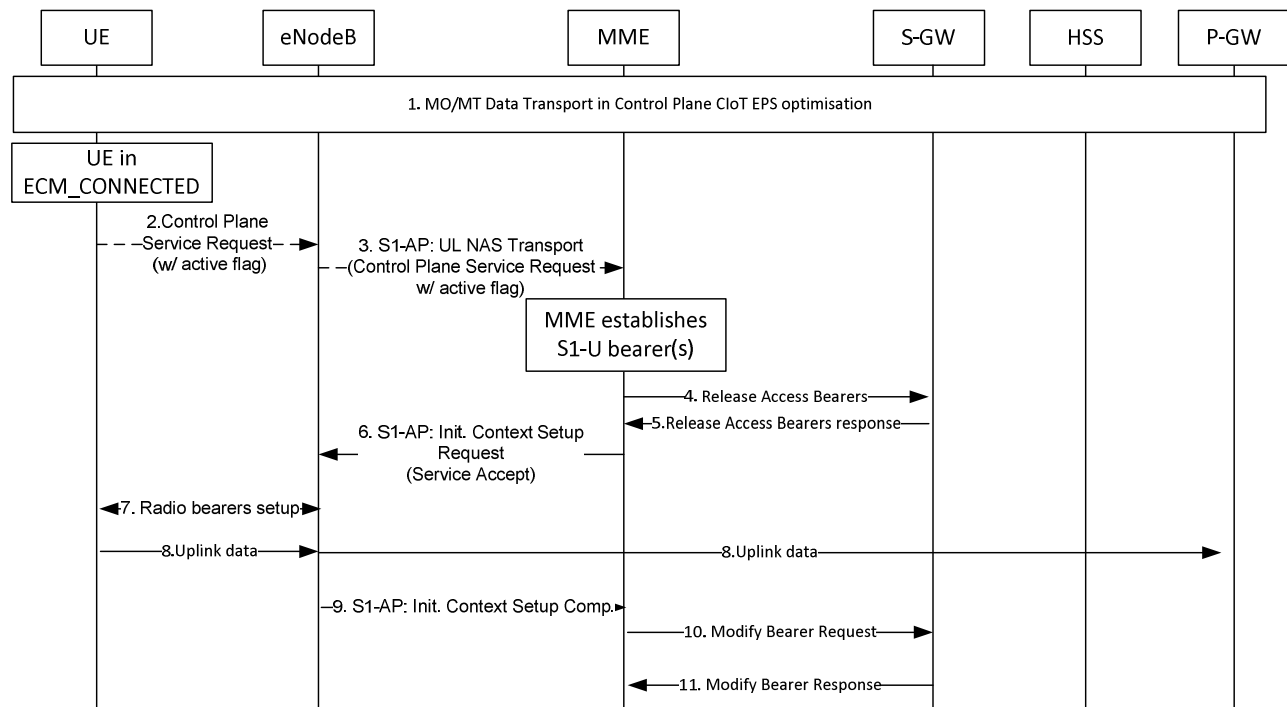 UE
eNodeB
MME
S-GW
HSS
P-GW
1. MO/MT Data Transport in Control Plane CIoT EPS optimisation
UE in
ECM_CONNECTED
2.Control Plane
Service Request
(w/ active flag)
3. S1-AP: UL NAS Transport
(Control Plane Service Request
w/ active flag)
MME establishes
S1-U bearer(s)
4. Release Access Bearers
5.Release Access Bearers response
6. S1-AP: Init. Context Setup
Request
(Service Accept)
7. Radio bearers setup
8.Uplink data
8.Uplink data
9. S1-AP: Init. Context Setup Comp.
10. Modify Bearer Request
11. Modify Bearer Response